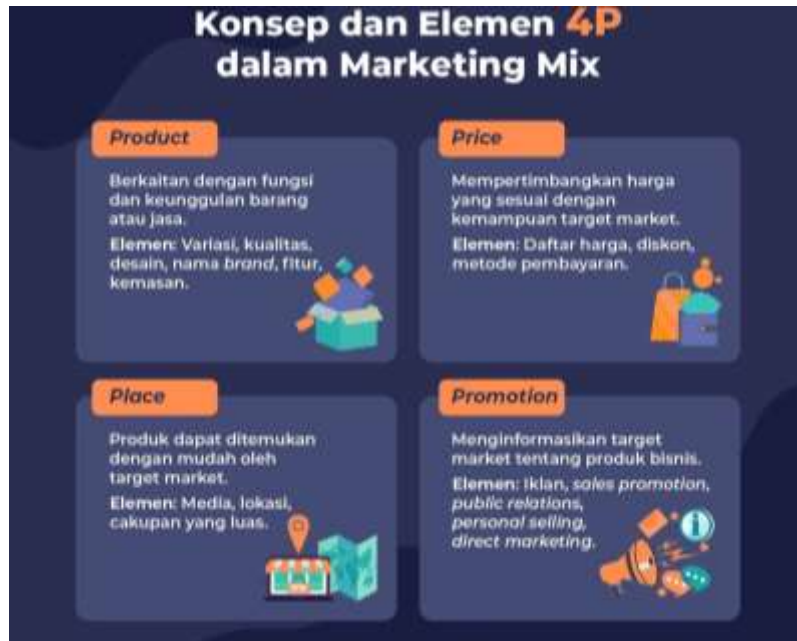 Konsep dan Elemen 4P
dalam Marketing Mix
Product
Berkaitan dengan fungsi
dan keunggulan barang
atau jasa.
Elemen: Variasi, kualitas,
desain, nama brand, fitur,
kemasan.
Price
Mempertimbangkan harga
yang sesuai dengan
kemampuan target market.
Elemen: Daftar harga, diskon,
metode pembayaran.
Place
Produk dapat ditemukan
dengan mudah oleh
target market.
Elemen: Media, lokasi,
cakupan yang luas.
Promotion
Menginformasikan target
market tentang produk bisnis.
Elemen: Iklan, sales promotion,
public relations,
personal selling,
direct marketing.